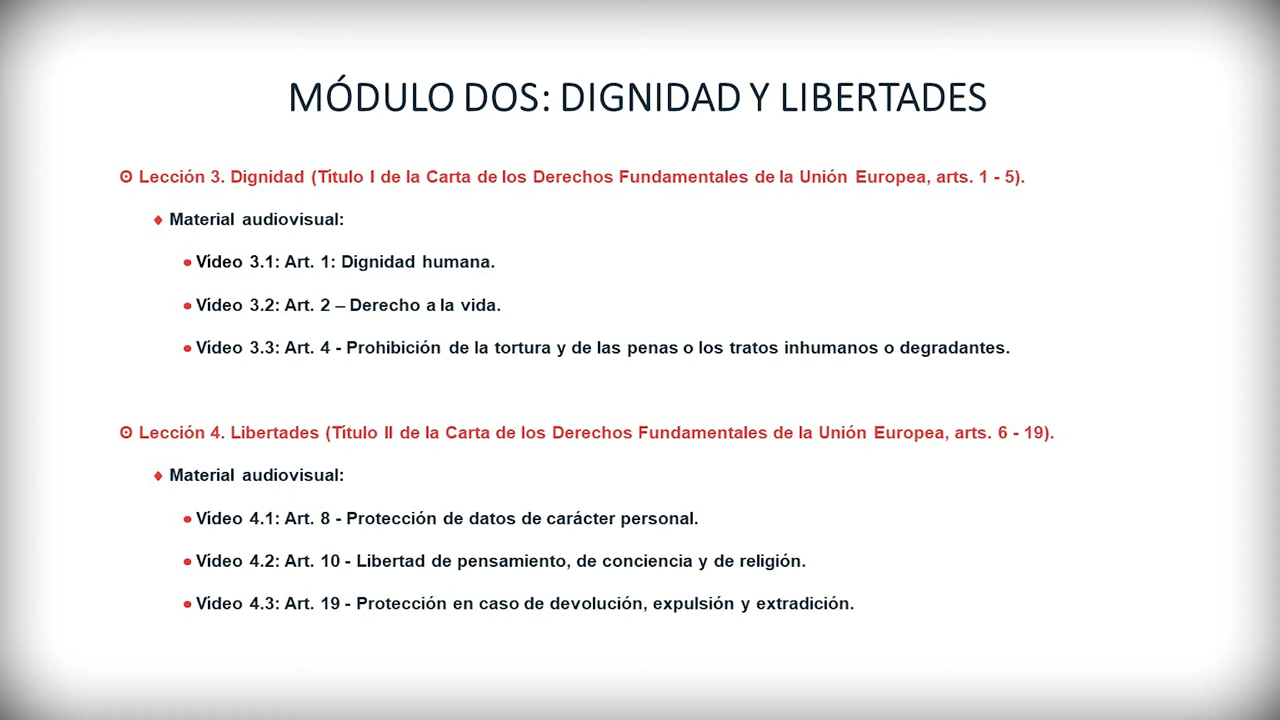 MÓDULO DOS: DIGNIDAD Y LIBERTADES
Lección 3. Dignidad (Título I de la Carta de los Derechos Fundamentales de la Unión Europea, arts. 1 - 5).
Material audiovisual:
Vídeo 3.1: Art. 1: Dignidad humana.
Vídeo 3.2: Art. 2 – Derecho a la vida.
Vídeo 3.3: Art. 4 - Prohibición de la tortura y de las penas o los tratos inhumanos o degradantes.
Lección 4. Libertades (Título II de la Carta de los Derechos Fundamentales de la Unión Europea, arts. 6 - 19).
Material audiovisual:
Vídeo 4.1: Art. 8 - Protección de datos de carácter personal.
Vídeo 4.2: Art. 10 - Libertad de pensamiento, de conciencia y de religión.
Vídeo 4.3: Art. 19 - Protección en caso de devolución, expulsión y extradición.